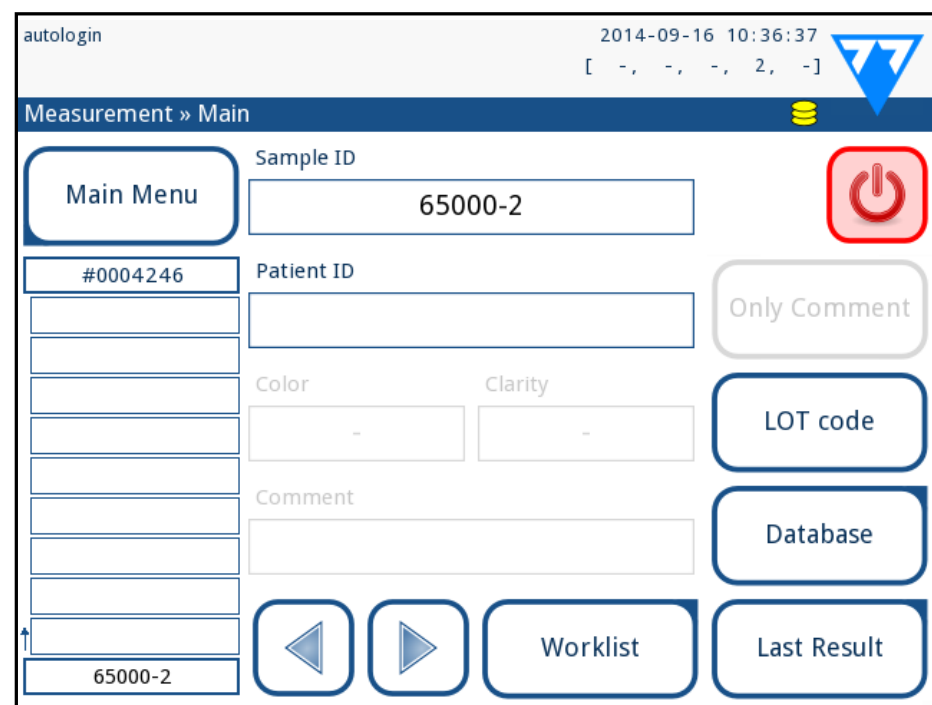 autologin
2014-09-16 10:36:37
[ -, -, -, 2, -]
Measurement » Main
Main Menu
Sample ID
65000-2
#0004246
Patient ID
Only Comment
Color
Clarity
-
-
LOT code
Comment
Database
Worklist
Last Result
65000-2